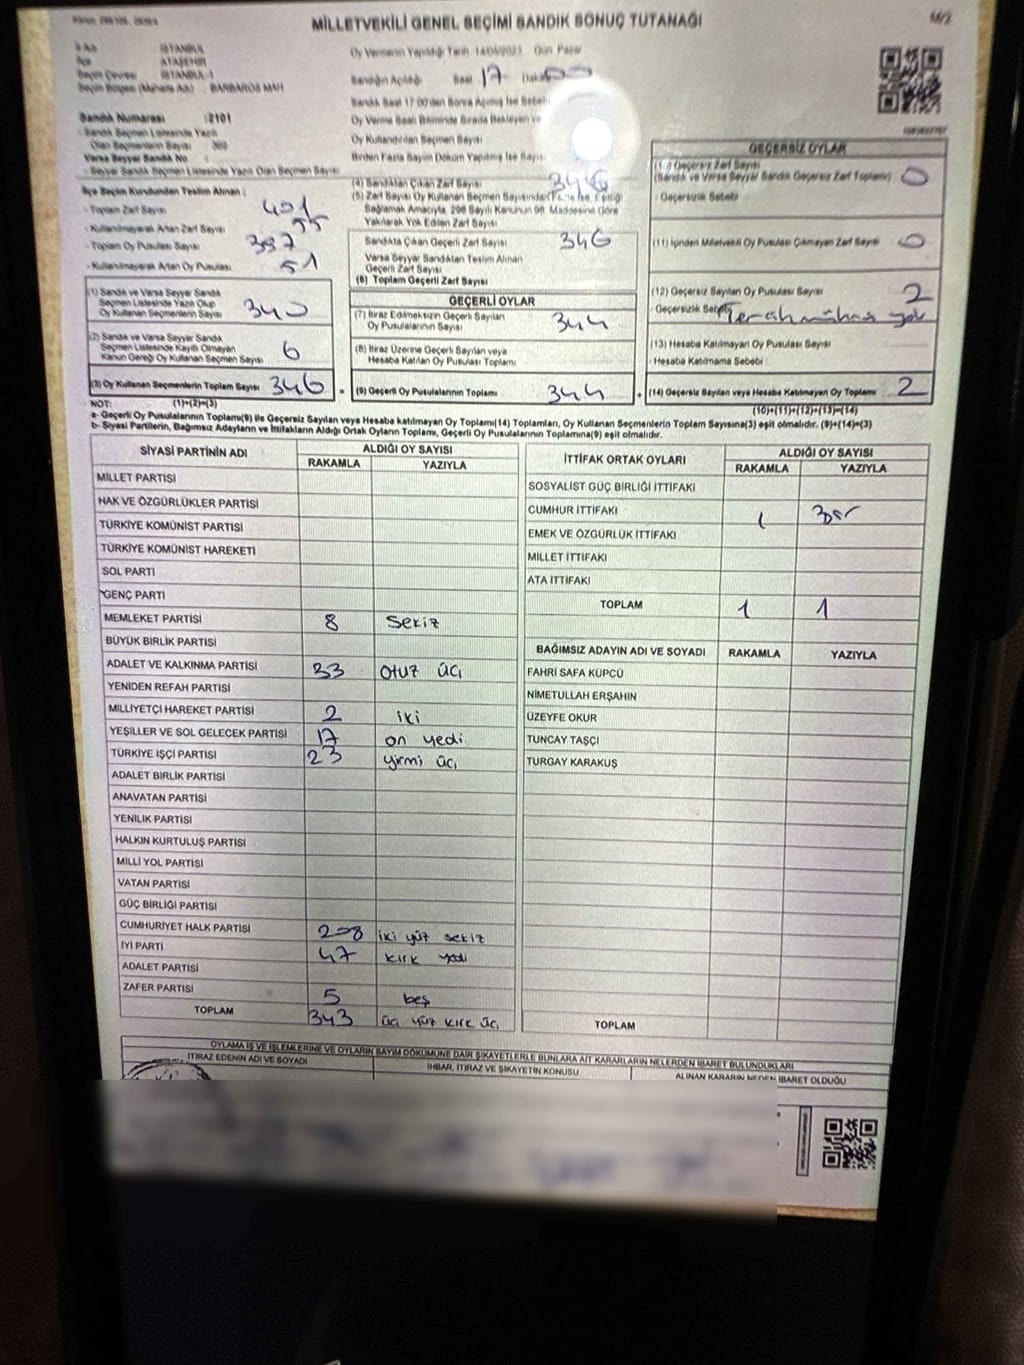 MİLLETVEKİLİ GENEL SEÇİMİ SANDIK SONUÇ TUTANAĞI
İl Adı : İSTANBUL
İlçe : ATAŞEHİR
Seçim Çevresi : İSTANBUL-1
Seçim Bölgesi (Mahalle Adı) : BARBAROS MAH
Oy Vermenin Yapıldığı Tarih : 14/05/2023 Gün Pazar
Sandığın Açıldığı Saat 17 Dakika 00
Sandık Saat 17:00'den Sonra Açılmış İse Sebebi
Oy Verme Saati Bitiminde Sırada Bekleyen ve
Oy Kullandırılan Seçmen Sayısı
Birden Fazla Sayım Döküm Yapılmış İse Sayısı
Sandık Numarası : 2101
- Sandık Seçmen Listesinde Yazılı
Olan Seçmenlerin Sayısı
Varsa Seyyar Sandık No :
- Seyyar Sandık Seçmen Listesinde Yazılı Olan Seçmen Sayısı
İlçe Seçim Kurulundan Teslim Alınan :
- Toplam Zarf Sayısı 401
- Kullanılmayarak Artan Zarf Sayısı 55
- Toplam Oy Pusulası Sayısı 397
- Kullanılmayarak Artan Oy Pusulası 51
(1) Sandık ve Varsa Seyyar Sandık
Seçmen Listesinde Yazılı Olup
Oy Kullanan Seçmenlerin Sayısı 340
(2) Sandık ve Varsa Seyyar Sandık
Seçmen Listesinde Kayıtlı Olmayan
Kanun Gereği Oy Kullanan Seçmen Sayısı 6
(3) Oy Kullanan Seçmenlerin Toplam Sayısı 346
(1)+(2)=(3)
(4) Sandıktan Çıkan Zarf Sayısı 346
(5) Zarf Sayısı Oy Kullanan Seçmen Sayısından Fazla İse, Eşitliği
Sağlamak Amacıyla, 298 Sayılı Kanunun 98. Maddesine Göre
Yakılarak Yok Edilen Zarf Sayısı
Sandıkta Çıkan Geçerli Zarf Sayısı 346
Varsa Seyyar Sandıktan Teslim Alınan
Geçerli Zarf Sayısı
(6) Toplam Geçerli Zarf Sayısı
GEÇERLİ OYLAR
(7) İtiraz Edilmeksizin Geçerli Sayılan
Oy Pusulalarının Sayısı 344
(8) İtiraz Üzerine Geçerli Sayılan veya
Hesaba Katılan Oy Pusulası Toplamı
(9) Geçerli Oy Pusulalarının Toplamı 344
GEÇERSİZ OYLAR
(10) Geçersiz Zarf Sayısı
(Sandık ve Varsa Seyyar Sandık Geçersiz Zarf Toplamı) 0
- Geçersizlik Sebebi
(11) İçinden Milletvekili Oy Pusulası Çıkmayan Zarf Sayısı 0
(12) Geçersiz Sayılan Oy Pusulası Sayısı 2
- Geçersizlik Sebebi
(13) Hesaba Katılmayan Oy Pusulası Sayısı
- Hesaba Katılmama Sebebi :
(14) Geçersiz Sayılan veya Hesaba Katılmayan Oy Toplamı 2
(10)+(11)+(12)+(13)=(14)
NOT:
a- Geçerli Oy Pusulalarının Toplamı(9) ile Geçersiz Sayılan veya Hesaba katılmayan Oy Toplamı(14) Toplamları, Oy Kullanan Seçmenlerin Toplam Sayısına(3) eşit olmalıdır. (9)+(14)=(3)
b- Siyasi Partilerin, Bağımsız Adayların ve İttifakların Aldığı Ortak Oyların Toplamı, Geçerli Oy Pusulalarının Toplamına(9) eşit olmalıdır.
SİYASİ PARTİNİN ADI ALDIĞI OY SAYISI
RAKAMLA YAZIYLA
MİLLET PARTİSİ
HAK VE ÖZGÜRLÜKLER PARTİSİ
TÜRKİYE KOMÜNİST PARTİSİ
TÜRKİYE KOMÜNİST HAREKETİ
SOL PARTİ
GENÇ PARTİ
MEMLEKET PARTİSİ 8 Sekiz
BÜYÜK BİRLİK PARTİSİ
ADALET VE KALKINMA PARTİSİ 33 otuz üç
YENİDEN REFAH PARTİSİ
MİLLİYETÇİ HAREKET PARTİSİ 2 iki
YEŞİLLER VE SOL GELECEK PARTİSİ 17 on yedi
TÜRKİYE İŞÇİ PARTİSİ 23 yirmi üç
ADALET BİRLİK PARTİSİ
ANAVATAN PARTİSİ
YENİLİK PARTİSİ
HALKIN KURTULUŞ PARTİSİ
MİLLİ YOL PARTİSİ
VATAN PARTİSİ
GÜÇ BİRLİĞİ PARTİSİ
CUMHURİYET HALK PARTİSİ 208 iki yüz sekiz
İYİ PARTİ 47 kırk yedi
ADALET PARTİSİ
ZAFER PARTİSİ 5 beş
TOPLAM 343 üç yüz kırk üç
İTTİFAK ORTAK OYLARI ALDIĞI OY SAYISI
RAKAMLA YAZIYLA
SOSYALİST GÜÇ BİRLİĞİ İTTİFAKI
CUMHUR İTTİFAKI 1 Bir
EMEK VE ÖZGÜRLÜK İTTİFAKI
MİLLET İTTİFAKI
ATA İTTİFAKI
TOPLAM 1 1
BAĞIMSIZ ADAYIN ADI VE SOYADI RAKAMLA YAZIYLA
FAHRİ SAFA KÜPCÜ
NİMETULLAH ERŞAHİN
ÜZEYFE OKUR
TUNCAY TAŞÇI
TURGAY KARAKUŞ
TOPLAM
OYLAMA İŞ VE İŞLEMLERİNE VE OYLARIN SAYIM DÖKÜMÜNE DAİR ŞİKAYETLERLE BUNLARA AİT KARARLARIN NELERDEN İBARET BULUNDUKLARI
İTİRAZ EDENİN ADI VE SOYADI İHBAR, İTİRAZ VE ŞİKAYETİN KONUSU ALINAN KARARIN NEDEN İBARET OLDUĞU